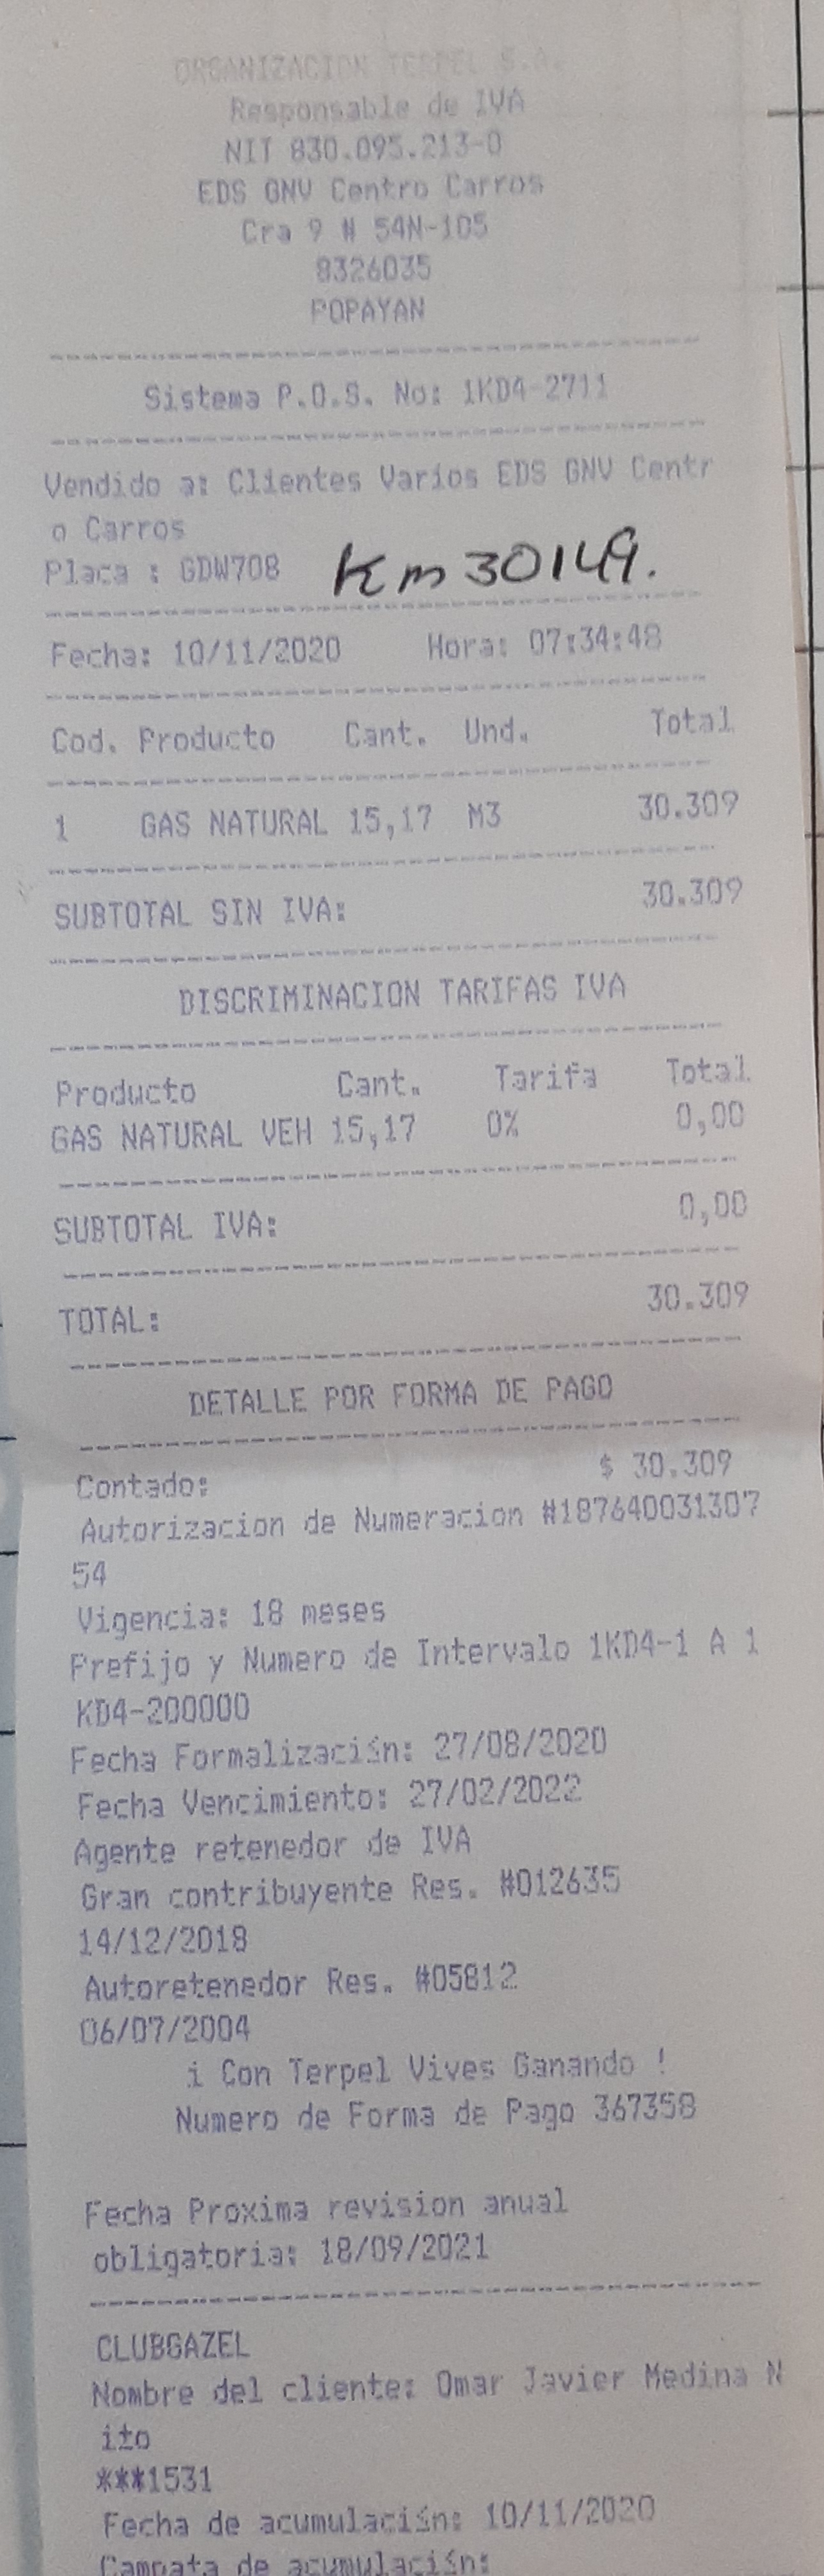 ORGANIZACION TERPEL S.A.
Responsable de IVA
NIT 830.095.213-0
EDS GNV Centro Carros
Cra 9 # 54N-105
8326035
POPAYAN
Sistema P.O.S. No: 1KD4-2711
Vendido a: Clientes Varios EDS GNV Centr
o Carros
Placa : GDW708 Km 30149.
Fecha: 10/11/2020 Hora: 07:34:48
Cod. Producto Cant. Und. Total
1 GAS NATURAL 15,17 M3 30.309
SUBTOTAL SIN IVA: 30.309
DISCRIMINACION TARIFAS IVA
Producto Cant. Tarifa Total
GAS NATURAL VEH 15,17 0% 0,00
SUBTOTAL IVA: 0,00
TOTAL: 30.309
DETALLE POR FORMA DE PAGO
Contado: $ 30.309
Autorizacion de Numeracion #187640031307
54
Vigencia: 18 meses
Prefijo y Numero de Intervalo 1KD4-1 A 1
KD4-200000
Fecha Formalizaciín: 27/08/2020
Fecha Vencimiento: 27/02/2022
Agente retenedor de IVA
Gran contribuyente Res. #012635
14/12/2018
Autoretenedor Res. #05812
06/07/2004
i Con Terpel Vives Ganando !
Numero de Forma de Pago 367358
Fecha Proxima revision anual
obligatoria: 18/09/2021
CLUBGAZEL
Nombre del cliente: Omar Javier Medina N
ito
***1531
Fecha de acumulaciín: 10/11/2020
Campata de acumulaciín: